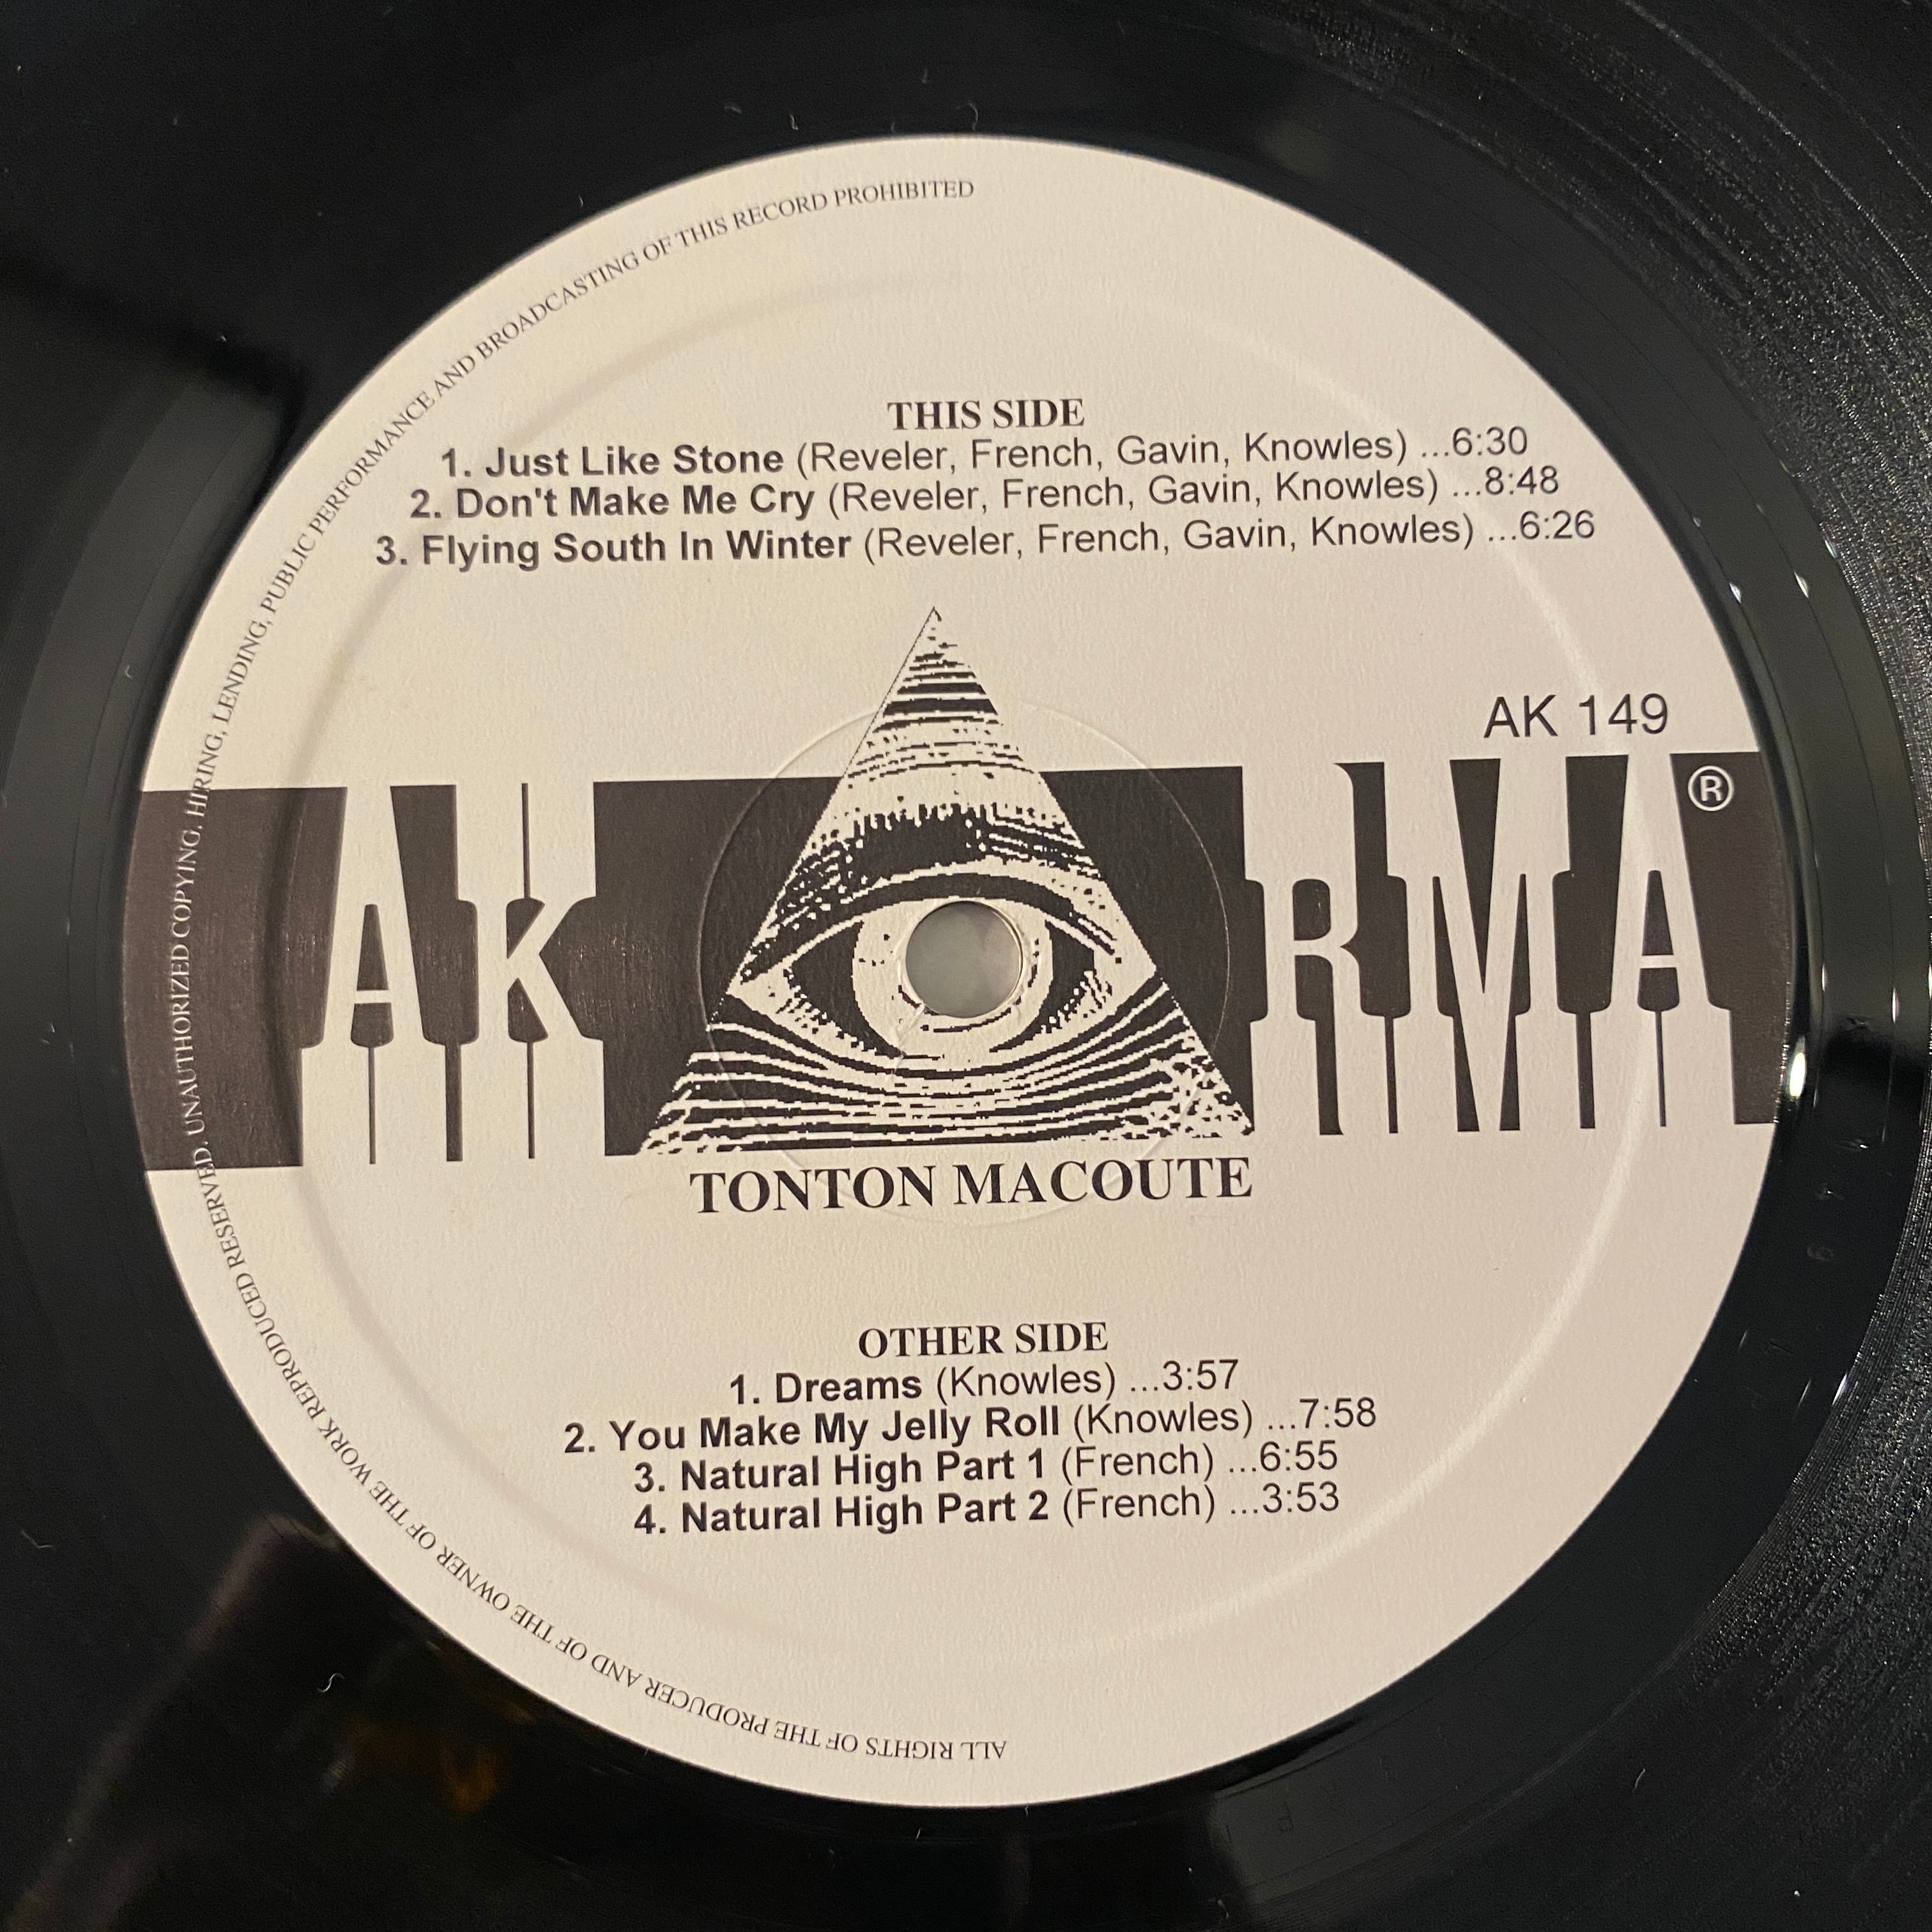 THIS SIDE
1. Just Like Stone (Reveler, French, Gavin, Knowles) ...6:30
2. Don't Make Me Cry (Reveler, French, Gavin, Knowles) ...8:48
3. Flying South In Winter (Reveler, French, Gavin, Knowles) ...6:26
AK 149
AKARMA ®
TONTON MACOUTE
OTHER SIDE
1. Dreams (Knowles) ...3:57
2. You Make My Jelly Roll (Knowles) ...7:58
3. Natural High Part 1 (French) ...6:55
4. Natural High Part 2 (French) ...3:53
ALL RIGHTS OF THE PRODUCER AND OF THE OWNER OF THE WORK REPRODUCED RESERVED. UNAUTHORIZED COPYING, HIRING, LENDING, PUBLIC PERFORMANCE AND BROADCASTING OF THIS RECORD PROHIBITED